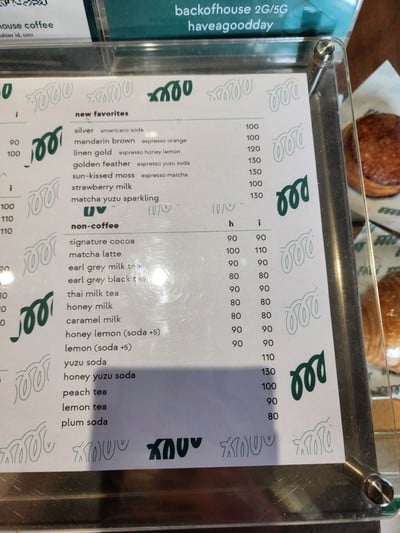 backofhouse 2G/5G
haveagoodday
house coffee
i
90
100
i
100
110
110
new favorites
silver americano soda 100
mandarin brown espresso orange 100
linen gold espresso honey lemon 120
golden feather espresso yuzu soda 130
sun-kissed moss espresso matcha 130
strawberry milk 100
matcha yuzu sparkling 130
non-coffee h i
signature cocoa 90 90
matcha latte 100 110
earl grey milk tea 90 90
earl grey black tea 80 80
thai milk tea 90 90
honey milk 80 80
caramel milk 80 80
honey lemon (soda +5) 90 90
lemon (soda +5) 90 90
yuzu soda 110
honey yuzu soda 130
peach tea 100
lemon tea 90
plum soda 80